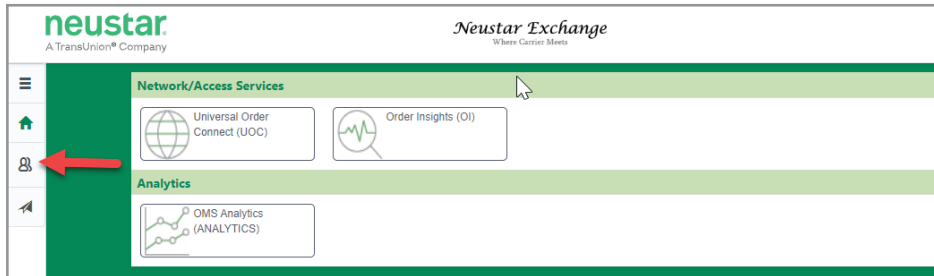 neustar
A TransUnion® Company
Neustar Exchange
Where Carrier Meets
Network/Access Services
Universal Order
Connect (UOC)
Order Insights (OI)
Analytics
OMS Analytics
(ANALYTICS)